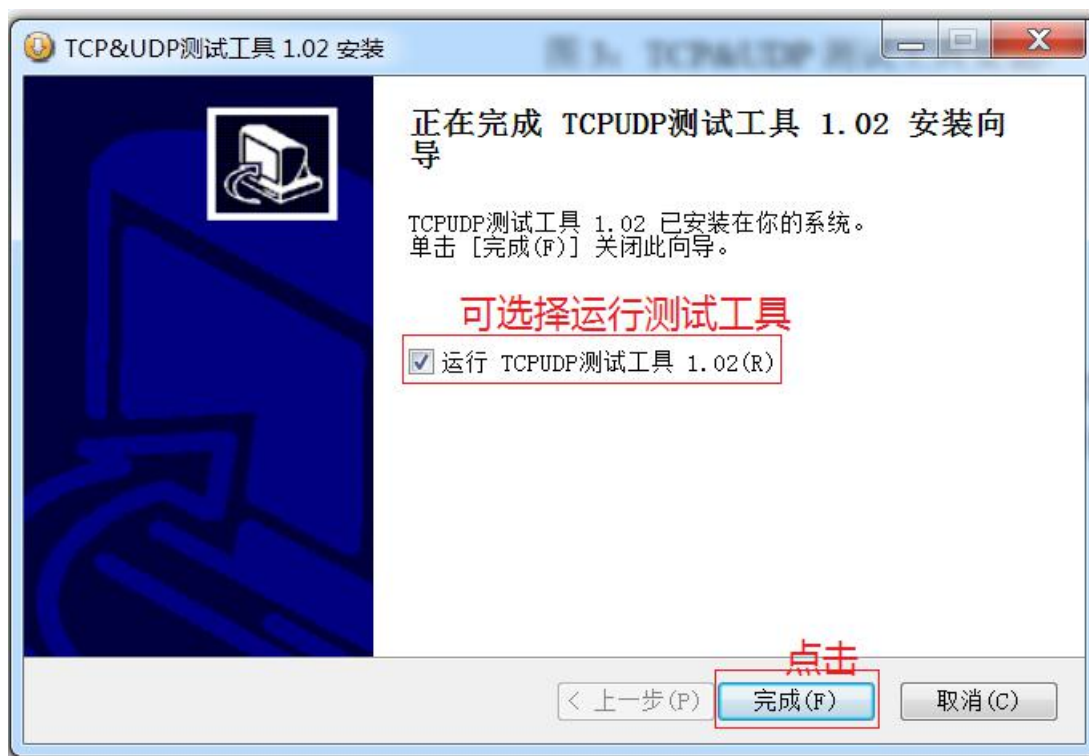 TCP&UDP测试工具 1.02 安装
正在完成 TCPUDP测试工具 1.02 安装向
导
TCPUDP测试工具 1.02 已安装在你的系统。
单击 [完成(F)] 关闭此向导。
可选择运行测试工具
运行 TCPUDP测试工具 1.02(R)
点击
< 上一步(P)
完成(F)
取消(C)